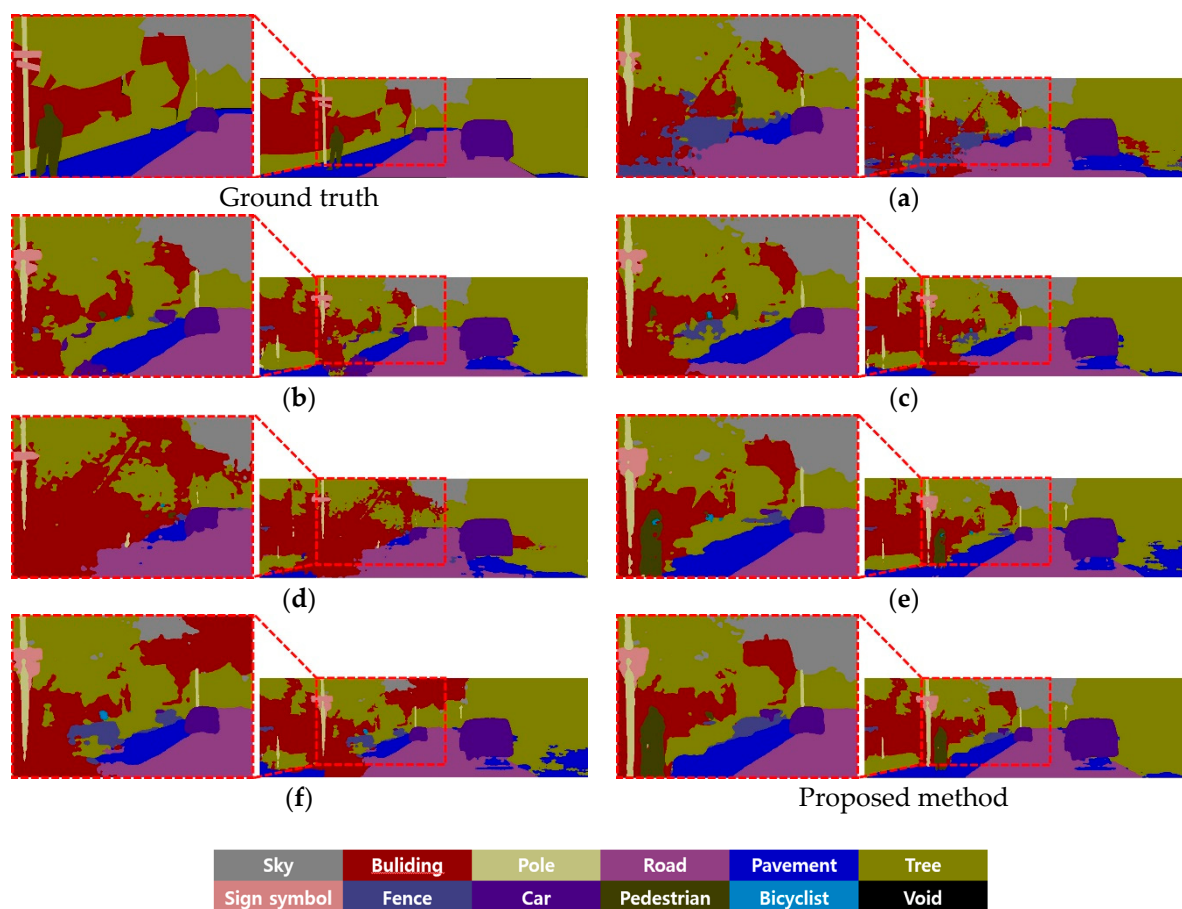 Ground truth
(a)
(b)
(c)
(d)
(e)
(f)
Proposed method
Sky Buliding Pole Road Pavement Tree
Sign symbol Fence Car Pedestrian Bicyclist Void